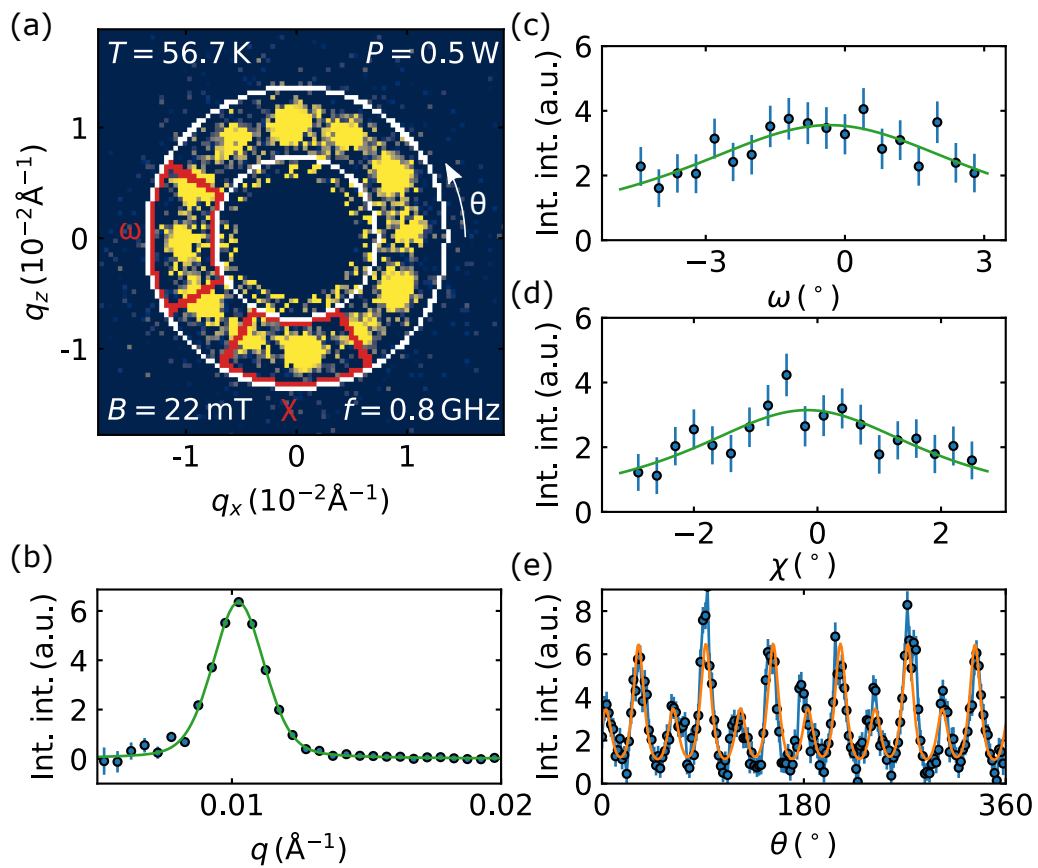 (a)
T = 56.7 K P = 0.5 W
1
0
-1
q_z (10⁻²Å⁻¹)
ω
θ
B = 22 mT χ f = 0.8 GHz
-1 0 1
q_x (10⁻²Å⁻¹)
(b)
6
4
2
0
Int. int. (a.u.)
0.01 0.02
q (Å⁻¹)
(c)
6
4
2
0
Int. int. (a.u.)
−3 0 3
ω (°)
(d)
6
4
2
0
Int. int. (a.u.)
−2 0 2
χ (°)
(e)
8
6
4
2
0
Int. int. (a.u.)
0 180 360
θ (°)